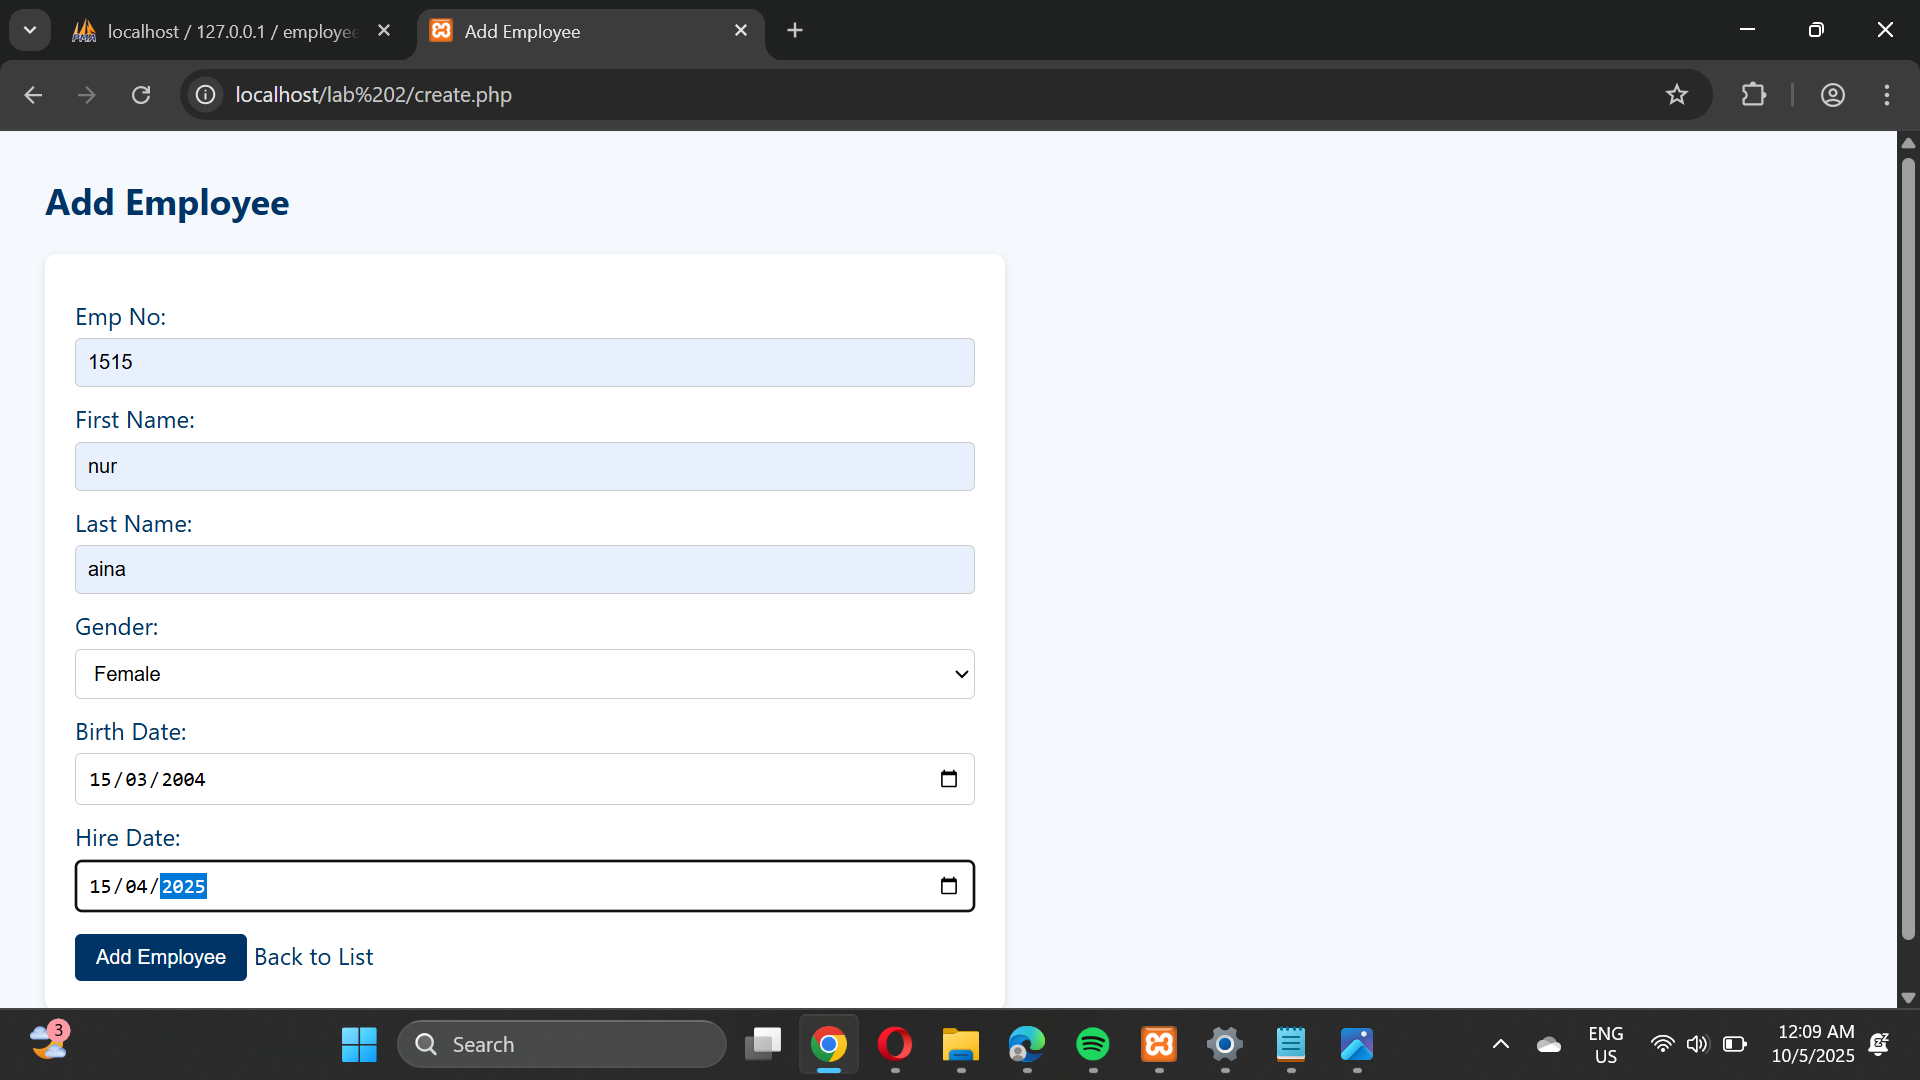 localhost / 127.0.0.1 / employee
Add Employee
localhost/lab%202/create.php
Add Employee
Emp No:
1515
First Name:
nur
Last Name:
aina
Gender:
Female
Birth Date:
15/03/2004
Hire Date:
15/04/2025
Add Employee Back to List
3
Search
ENG
US
12:09 AM
10/5/2025